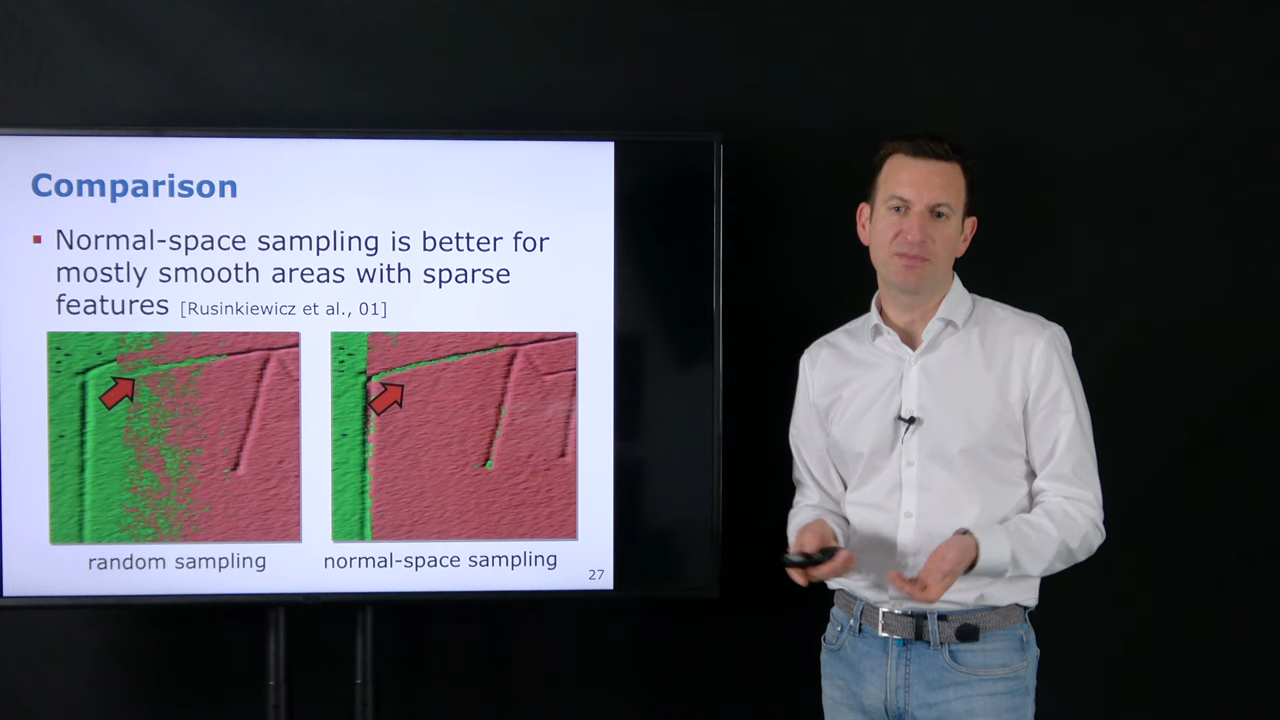 Comparison
▪ Normal-space sampling is better for
mostly smooth areas with sparse
features [Rusinkiewicz et al., 01]
random sampling
normal-space sampling
27